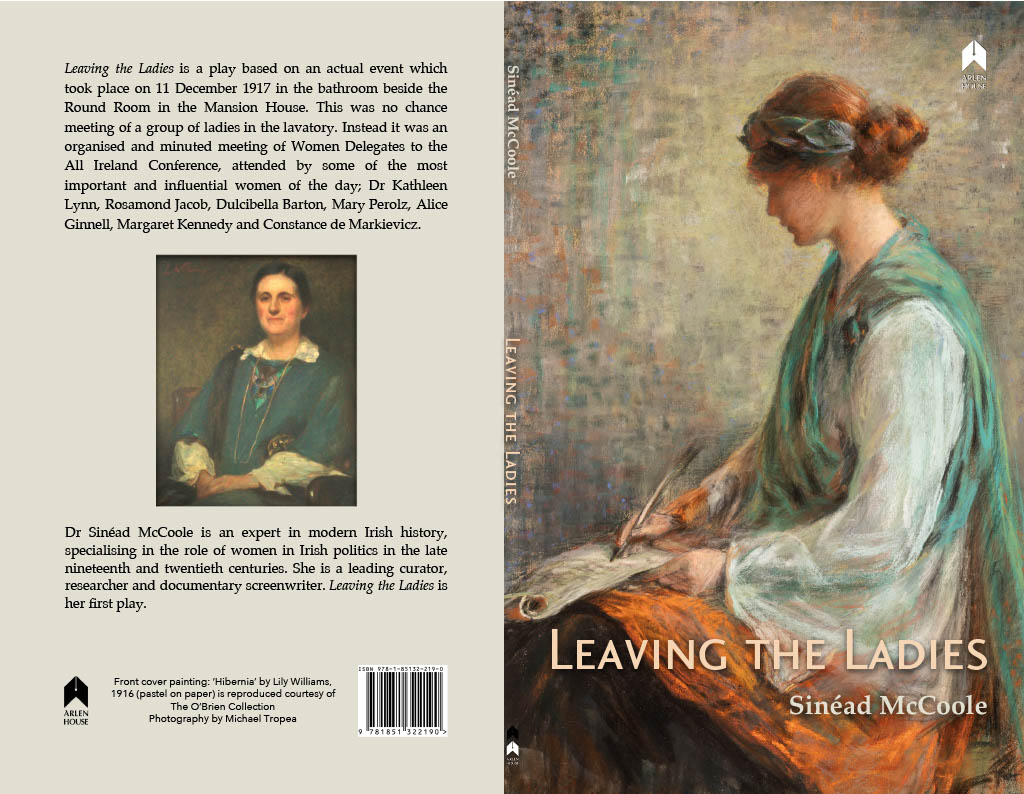 Leaving the Ladies is a play based on an actual event which
took place on 11 December 1917 in the bathroom beside the
Round Room in the Mansion House. This was no chance
meeting of a group of ladies in the lavatory. Instead it was an
organised and minuted meeting of Women Delegates to the
All Ireland Conference, attended by some of the most
important and influential women of the day; Dr Kathleen
Lynn, Rosamond Jacob, Dulcibella Barton, Mary Perolz, Alice
Ginnell, Margaret Kennedy and Constance de Markievicz.
Dr Sinéad McCoole is an expert in modern Irish history,
specialising in the role of women in Irish politics in the late
nineteenth and twentieth centuries. She is a leading curator,
researcher and documentary screenwriter. Leaving the Ladies is
her first play.
ARLEN
HOUSE
Front cover painting: ‘Hibernia’ by Lily Williams,
1916 (pastel on paper) is reproduced courtesy of
The O’Brien Collection
Photography by Michael Tropea
ISBN 978-1-85132-219-0
9 781851 322190 >
Sinéad McCoole
LEAVING THE LADIES
ARLEN
HOUSE
ARLEN
HOUSE
LEAVING THE LADIES
Sinéad McCoole